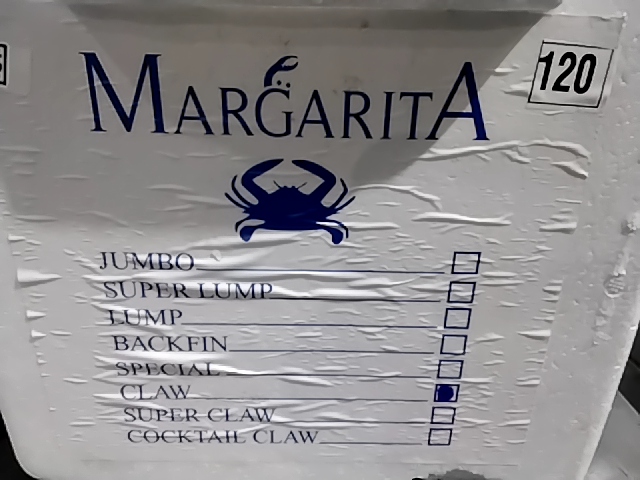 MARGARITA
120
JUMBO
SUPER LUMP
LUMP
BACKFIN
SPECIAL
CLAW
SUPER CLAW
COCKTAIL CLAW